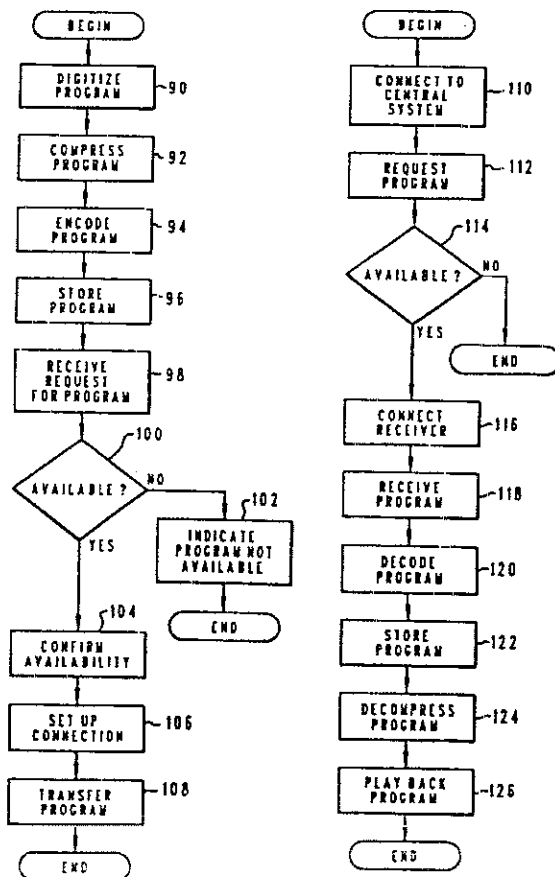 BEGIN
DIGITIZE
PROGRAM
90
COMPRESS
PROGRAM
92
ENCODE
PROGRAM
94
STORE
PROGRAM
96
RECEIVE
REQUEST
FOR PROGRAM
98
100
AVAILABLE ?
NO
YES
102
INDICATE
PROGRAM NOT
AVAILABLE
END
104
CONFIRM
AVAILABILITY
SET UP
CONNECTION
106
TRANSFER
PROGRAM
108
END
BEGIN
CONNECT TO
CENTRAL
SYSTEM
110
REQUEST
PROGRAM
112
114
AVAILABLE ?
NO
YES
END
CONNECT
RECEIVER
116
RECEIVE
PROGRAM
118
DECODE
PROGRAM
120
STORE
PROGRAM
122
DECOMPRESS
PROGRAM
124
PLAY BACK
PROGRAM
126
END